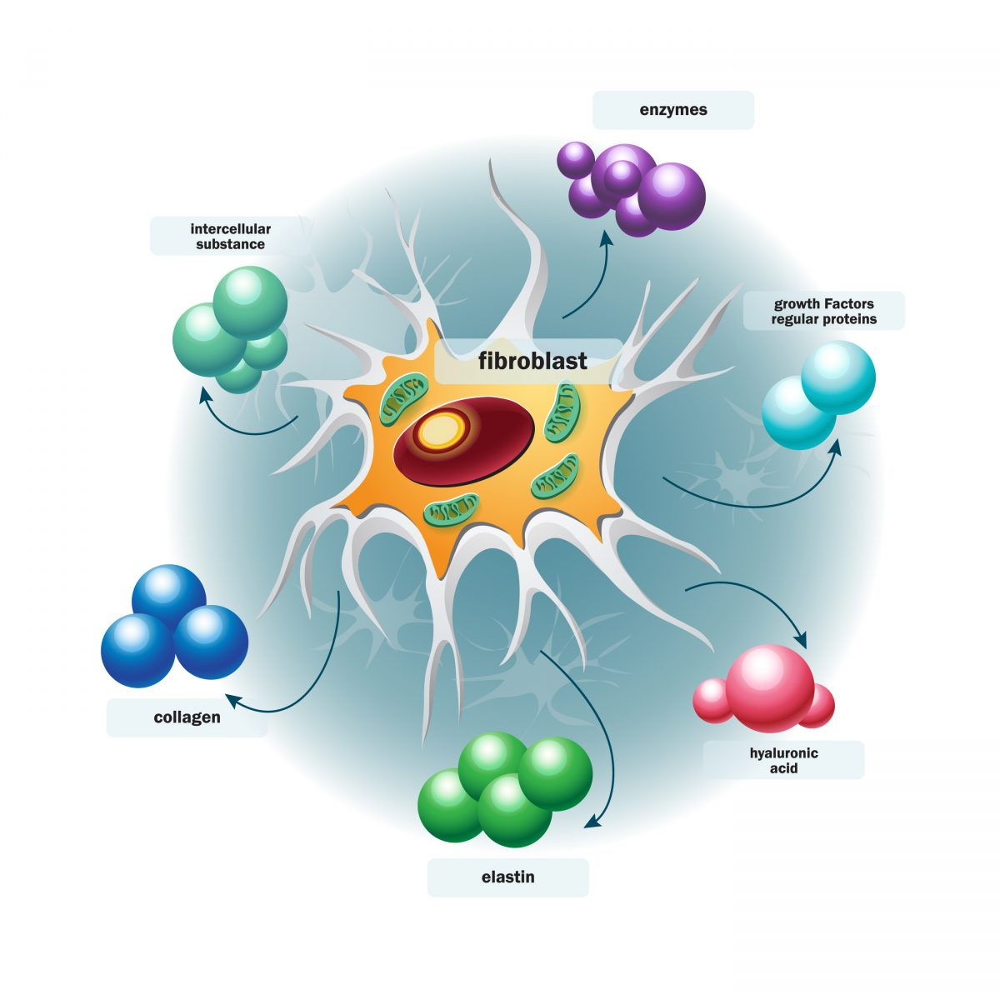 enzymes
intercellular
substance
growth Factors
regular proteins
fibroblast
collagen
hyaluronic
acid
elastin